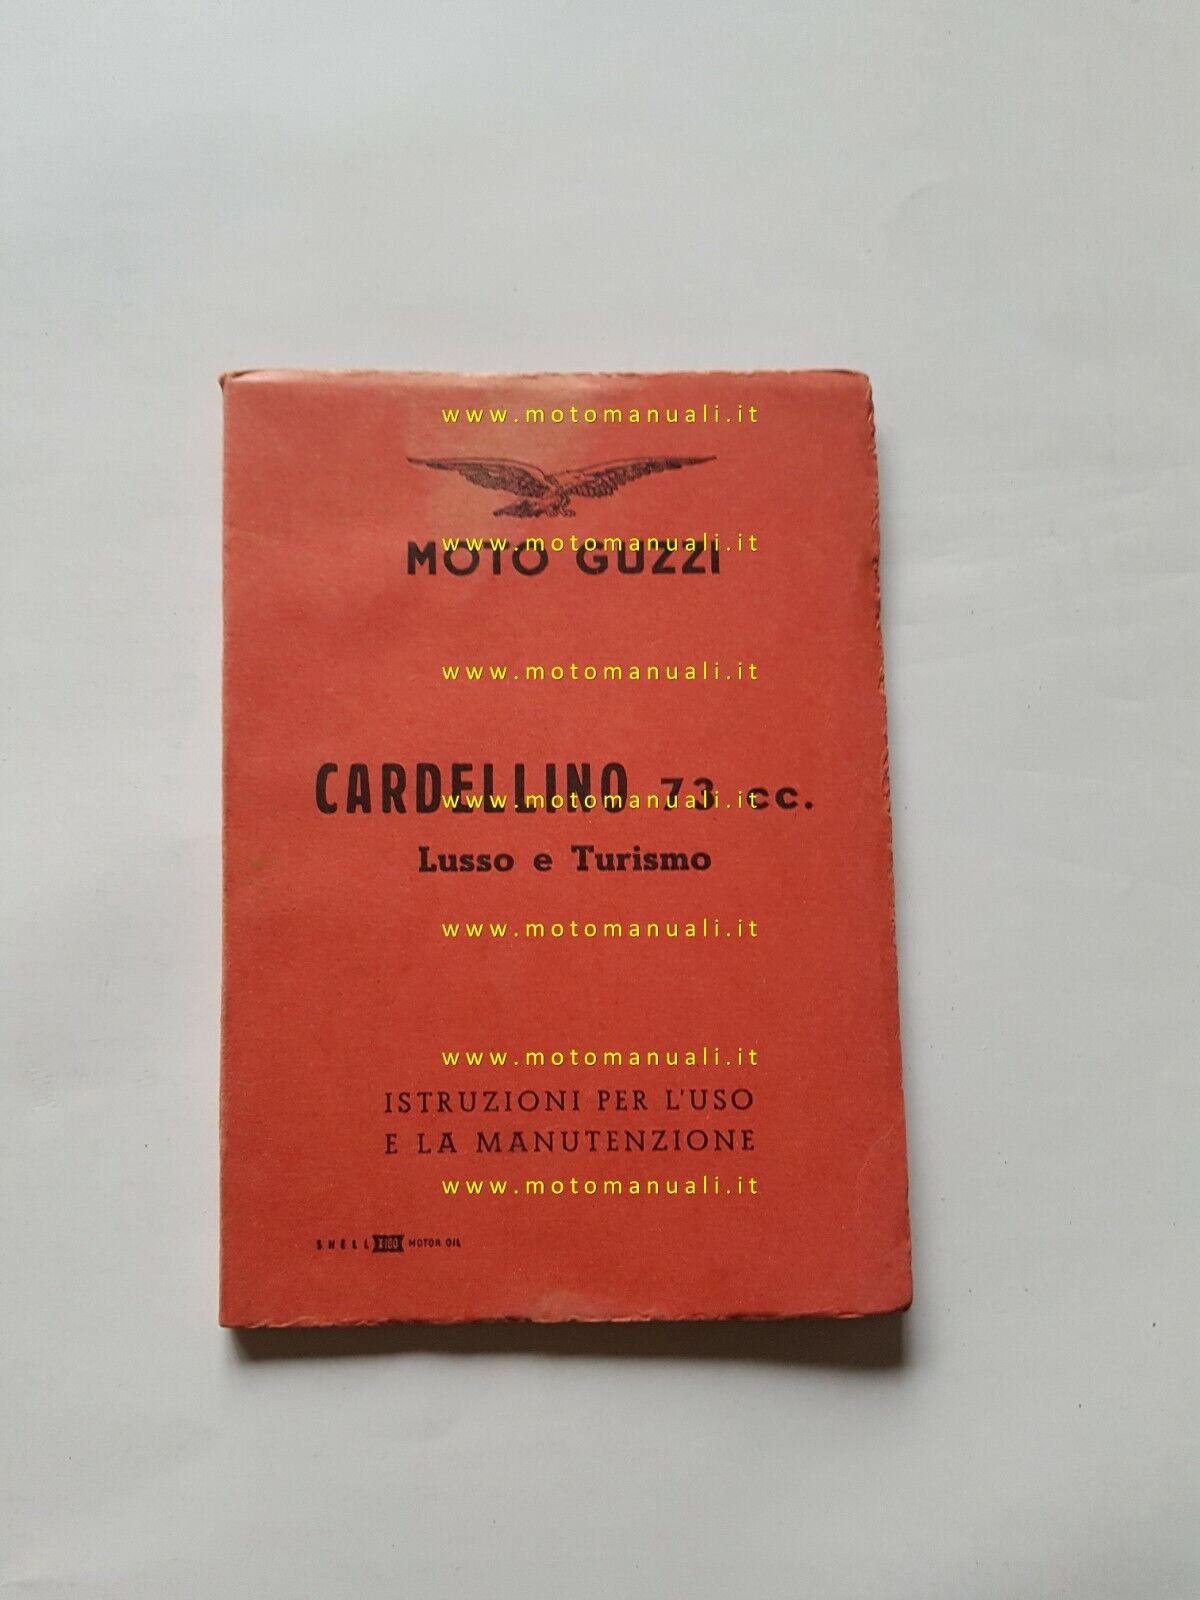 www.motomanuali.it
www.motomanuali.it
MOTO GUZZI
www.motomanuali.it
CARDELLINO 73 cc.
www.motomanuali.it
Lusso e Turismo
www.motomanuali.it
www.motomanuali.it
ISTRUZIONI PER L'USO
E LA MANUTENZIONE
www.motomanuali.it
SHELL X-100 MOTOR OIL